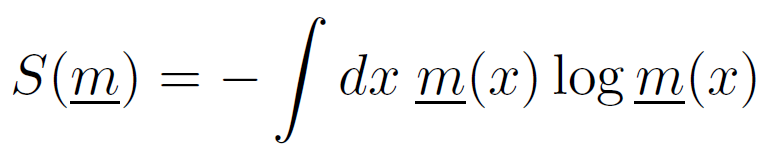 S(m̲) = − ∫ dx m̲(x) log m̲(x)